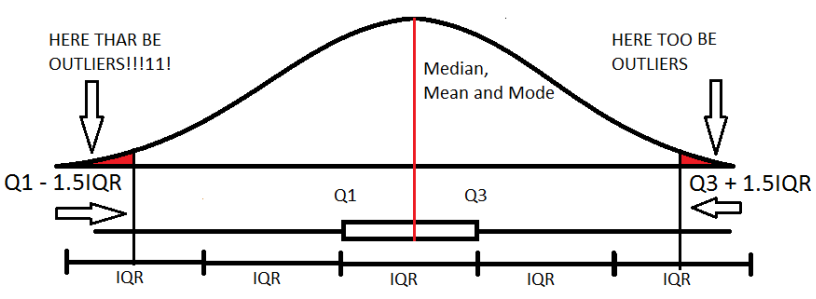 HERE THAR BE
OUTLIERS!!!11!
HERE TOO BE
OUTLIERS
Median,
Mean and Mode
Q1 - 1.5IQR
Q3 + 1.5IQR
Q1
Q3
IQR
IQR
IQR
IQR
IQR